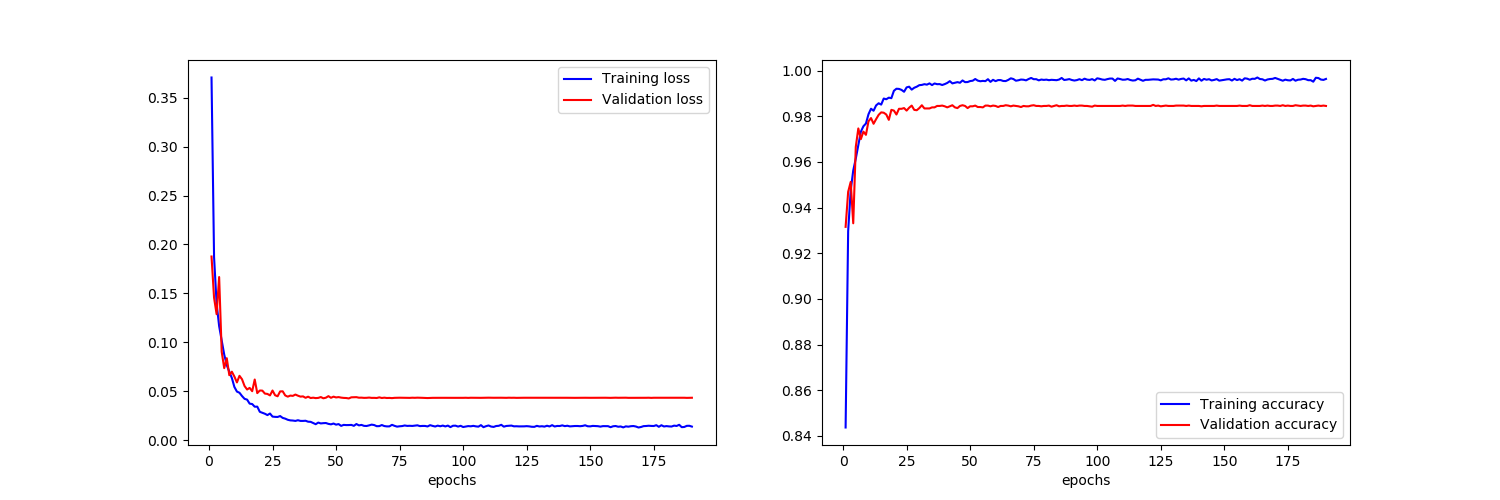 Training loss
Validation loss
0.35
0.30
0.25
0.20
0.15
0.10
0.05
0.00
0 25 50 75 100 125 150 175
epochs
1.00
0.98
0.96
0.94
0.92
0.90
0.88
0.86
0.84
Training accuracy
Validation accuracy
0 25 50 75 100 125 150 175
epochs